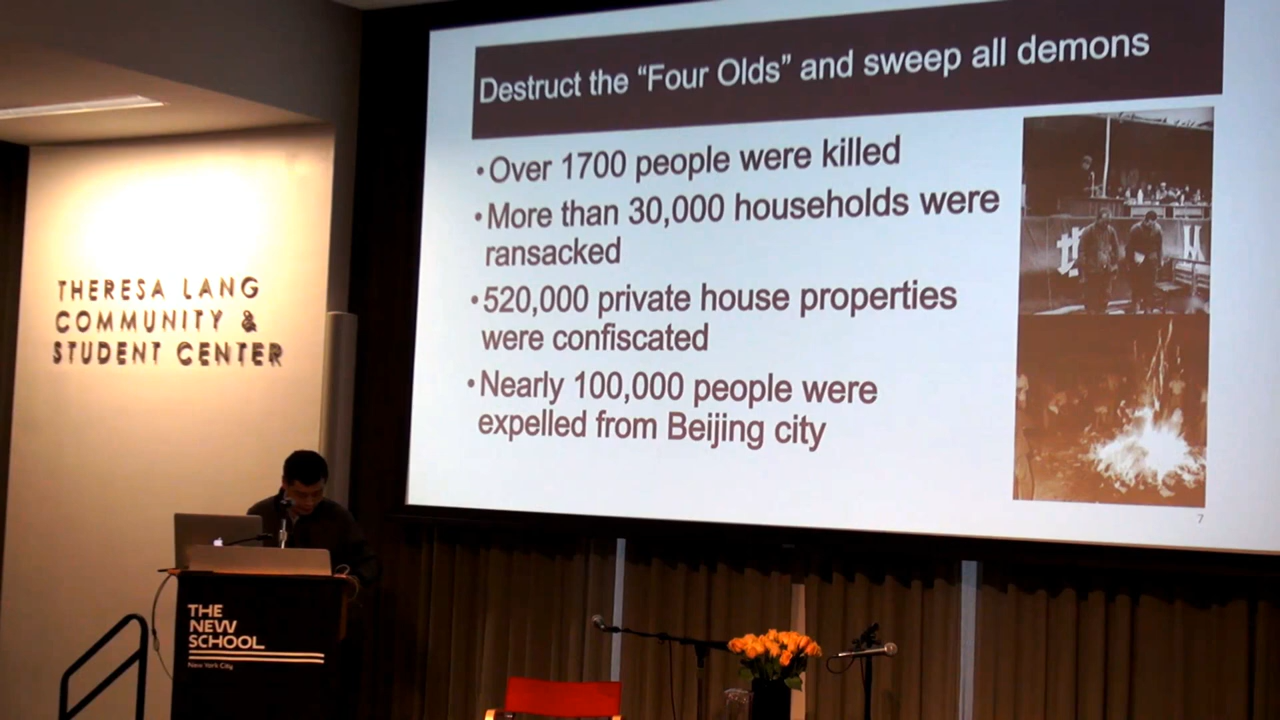 Destruct the “Four Olds” and sweep all demons
•Over 1700 people were killed
•More than 30,000 households were
ransacked
•520,000 private house properties
were confiscated
•Nearly 100,000 people were
expelled from Beijing city
7
THERESA LANG
COMMUNITY &
STUDENT CENTER
THE
NEW
SCHOOL
New York City